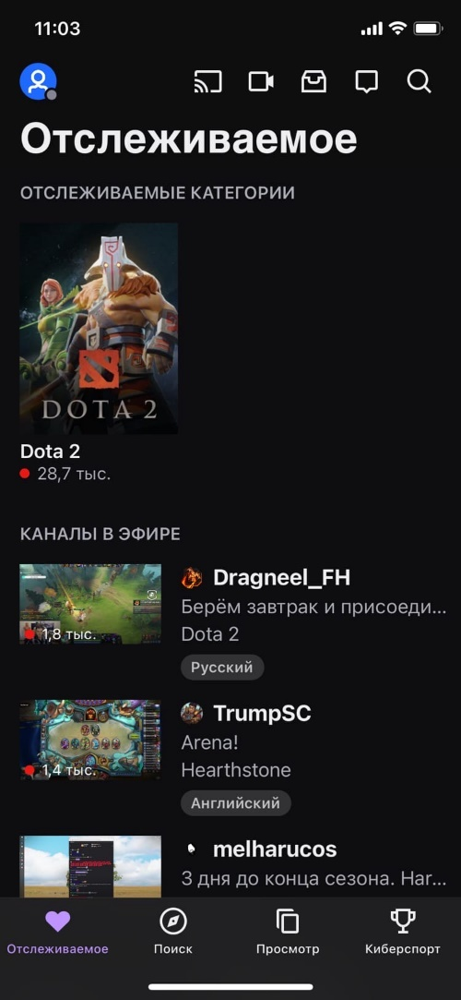 11:03
Отслеживаемое
ОТСЛЕЖИВАЕМЫЕ КАТЕГОРИИ
DOTA 2
Dota 2
28,7 тыс.
КАНАЛЫ В ЭФИРЕ
1,8 тыс.
Dragneel_FH
Берём завтрак и присоеди...
Dota 2
Русский
1,4 тыс.
TrumpSC
Arena!
Hearthstone
Английский
melharucos
3 дня до конца сезона. Har...
Отслеживаемое
Поиск
Просмотр
Киберспорт